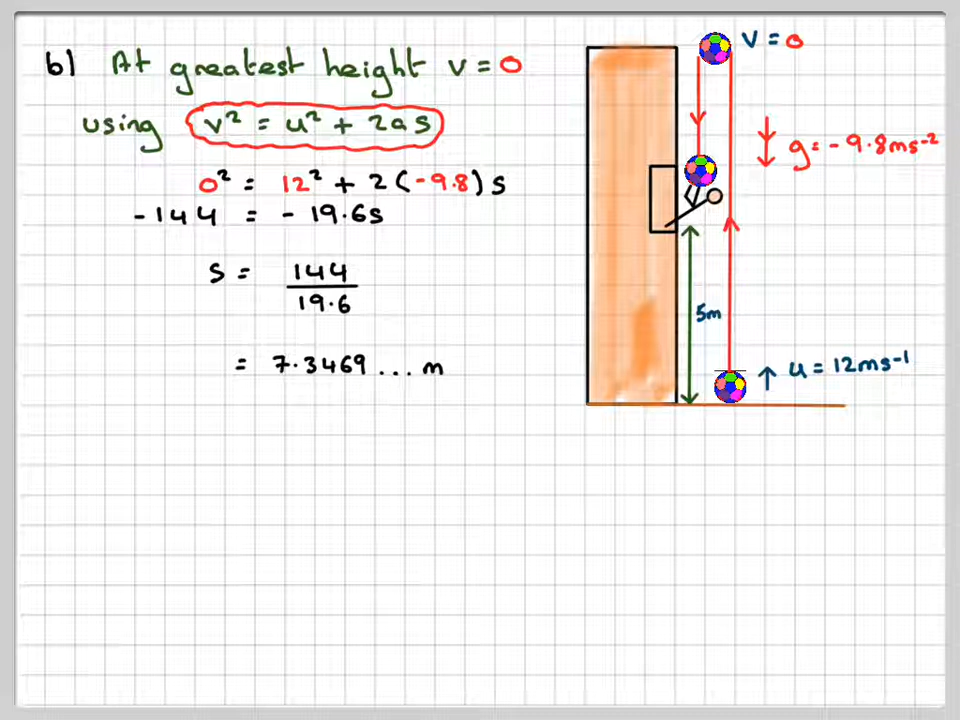 b) At greatest height v = 0
using v² = u² + 2as
0² = 12² + 2(-9.8)s
-144 = -19.6s
s = 144
19.6
= 7.3469... m
v = 0
g = -9.8ms⁻²
5m
u = 12ms⁻¹